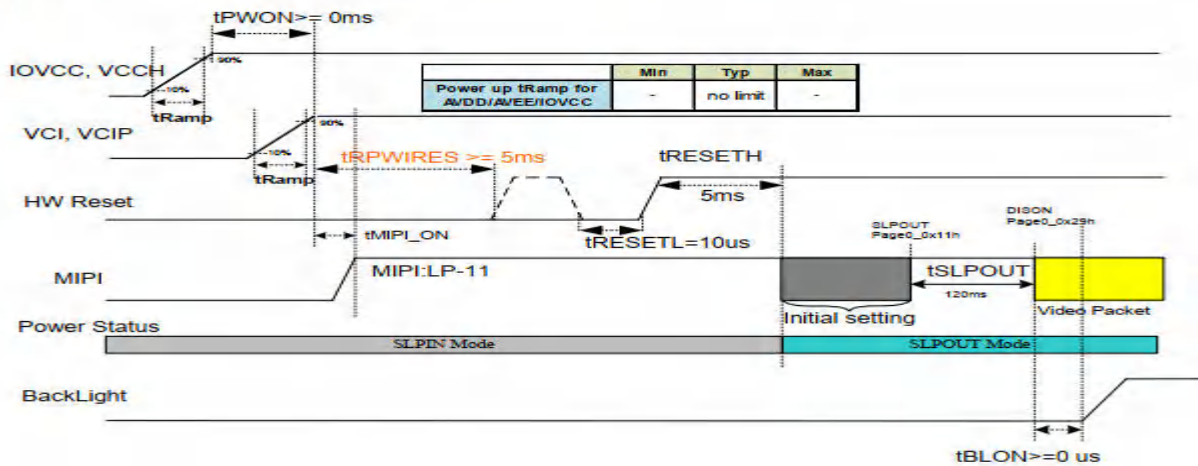 tPWON>= 0ms
IOVCC, VCCH
90%
10%
tRamp
Min Typ Max
Power up tRamp for AVDD/AVEE/IOVCC - no limit -
VCI, VCIP
90%
10%
tRamp
tRPWIRES >= 5ms
tRESETH
HW Reset
5ms
tMIPI_ON
tRESETL=10us
SLPOUT
Page0_0x11h
DISON
Page0_0x29h
MIPI
MIPI:LP-11
tSLPOUT
120ms
Initial setting
Video Packet
Power Status
SLPIN Mode
SLPOUT Mode
BackLight
tBLON>=0 us